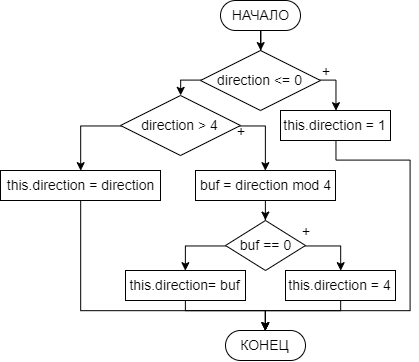 НАЧАЛО
direction <= 0
+
direction > 4
+
this.direction = 1
this.direction = direction
buf = direction mod 4
buf == 0
+
this.direction= buf
this.direction = 4
КОНЕЦ